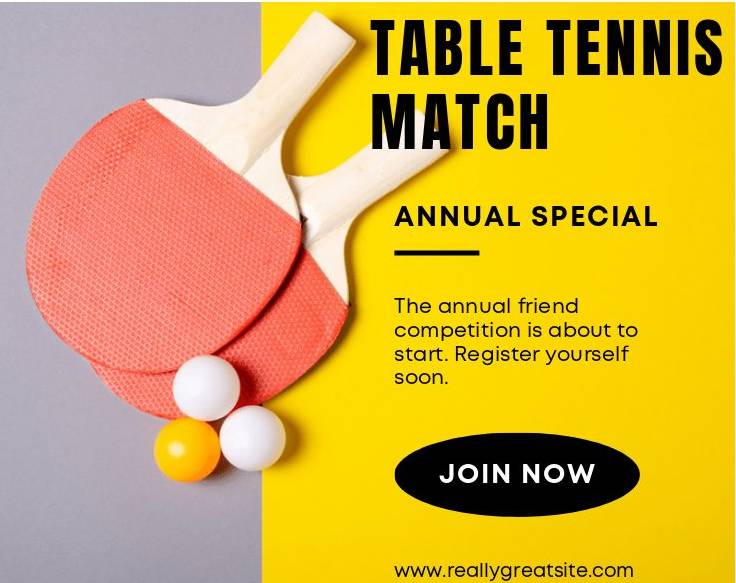 TABLE TENNIS
MATCH
ANNUAL SPECIAL
The annual friend
competition is about to
start. Register yourself
soon.
JOIN NOW
www.reallygreatsite.com